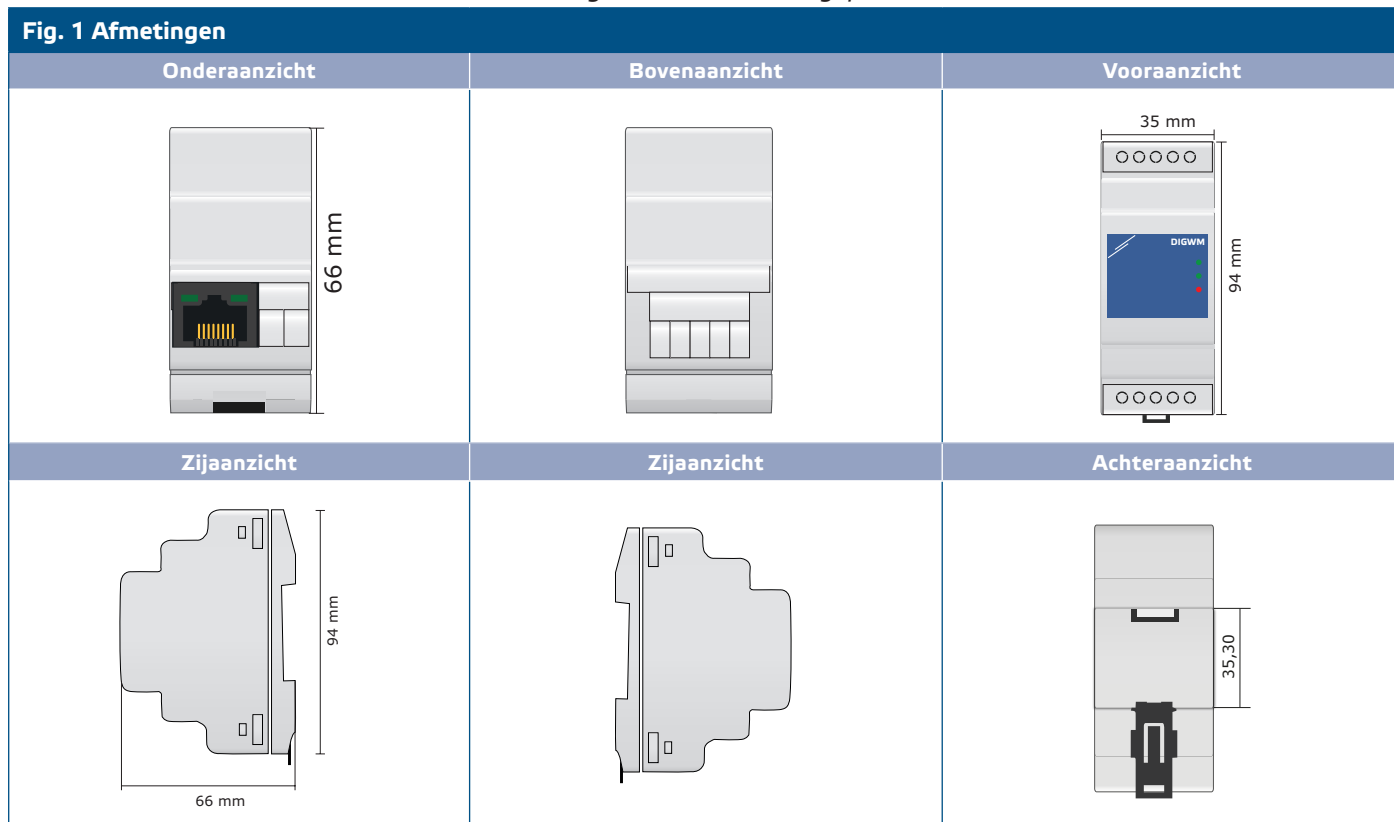 Fig. 1 Afmetingen
Onderaanzicht
Bovenaanzicht
Vooraanzicht
66 mm
35 mm
DIGWM
94 mm
Zijaanzicht
Zijaanzicht
Achteraanzicht
94 mm
66 mm
35,30